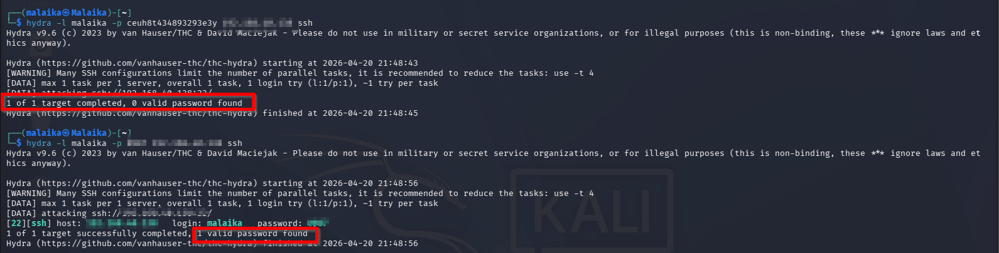 ┌──(malaika㉿Malaika)-[~]
└─$ hydra -l malaika -p ceuh8t434893293e3y ssh
Hydra v9.6 (c) 2023 by van Hauser/THC & David Maciejak - Please do not use in military or secret service organizations, or for illegal purposes (this is non-binding, these *** ignore laws and et
hics anyway).
Hydra (https://github.com/vanhauser-thc/thc-hydra) starting at 2026-04-20 21:48:43
[WARNING] Many SSH configurations limit the number of parallel tasks, it is recommended to reduce the tasks: use -t 4
[DATA] max 1 task per 1 server, overall 1 task, 1 login try (l:1/p:1), ~1 try per task
[DATA] attacking
1 of 1 target completed, 0 valid password found
Hydra (https://github.com/vanhauser-thc/thc-hydra) finished at 2026-04-20 21:48:45
┌──(malaika㉿Malaika)-[~]
└─$ hydra -l malaika -p ssh
Hydra v9.6 (c) 2023 by van Hauser/THC & David Maciejak - Please do not use in military or secret service organizations, or for illegal purposes (this is non-binding, these *** ignore laws and et
hics anyway).
Hydra (https://github.com/vanhauser-thc/thc-hydra) starting at 2026-04-20 21:48:56
[WARNING] Many SSH configurations limit the number of parallel tasks, it is recommended to reduce the tasks: use -t 4
[DATA] max 1 task per 1 server, overall 1 task, 1 login try (l:1/p:1), ~1 try per task
[DATA] attacking ssh://
[22][ssh] host: login: malaika password:
1 of 1 target successfully completed, 1 valid password found
Hydra (https://github.com/vanhauser-thc/thc-hydra) finished at 2026-04-20 21:48:56
KALI